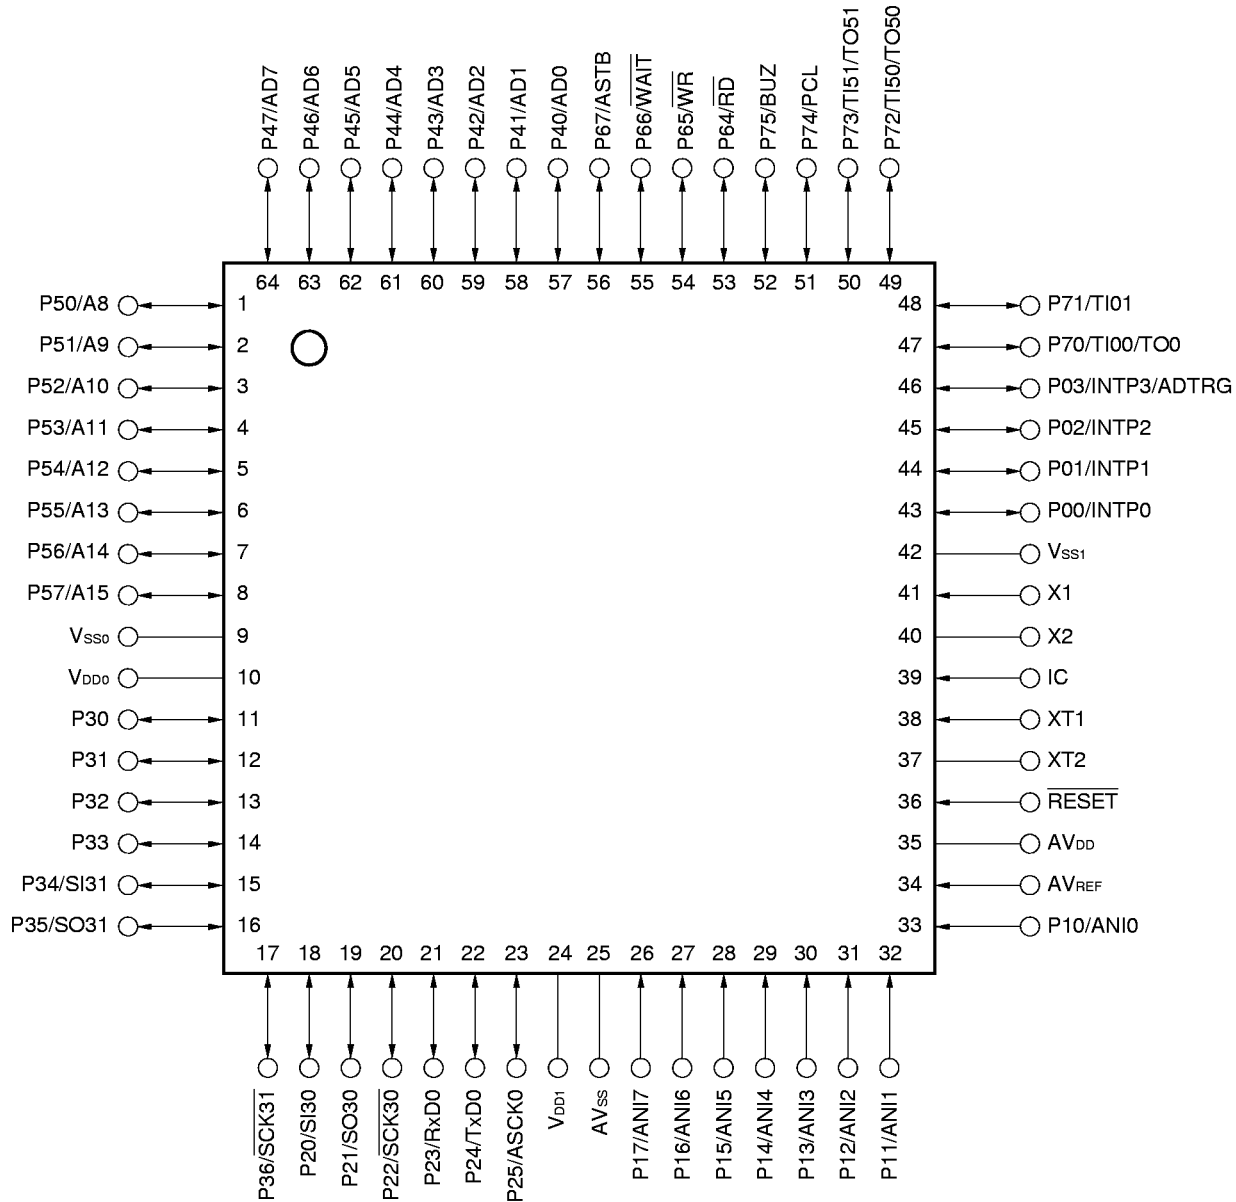 P47/AD7
P46/AD6
P45/AD5
P44/AD4
P43/AD3
P42/AD2
P41/AD1
P40/AD0
P67/ASTB
P66/WAIT
P65/WR
P64/RD
P75/BUZ
P74/PCL
P73/TI51/TO51
P72/TI50/TO50
64 63 62 61 60 59 58 57 56 55 54 53 52 51 50 49
P50/A8 1 48 P71/TI01
P51/A9 2 47 P70/TI00/TO0
P52/A10 3 46 P03/INTP3/ADTRG
P53/A11 4 45 P02/INTP2
P54/A12 5 44 P01/INTP1
P55/A13 6 43 P00/INTP0
P56/A14 7 42 VSS1
P57/A15 8 41 X1
VSS0 9 40 X2
VDD0 10 39 IC
P30 11 38 XT1
P31 12 37 XT2
P32 13 36 RESET
P33 14 35 AVDD
P34/SI31 15 34 AVREF
P35/SO31 16 33 P10/ANI0
17 18 19 20 21 22 23 24 25 26 27 28 29 30 31 32
P36/SCK31
P20/SI30
P21/SO30
P22/SCK30
P23/RxD0
P24/TxD0
P25/ASCK0
VDD1
AVSS
P17/ANI7
P16/ANI6
P15/ANI5
P14/ANI4
P13/ANI3
P12/ANI2
P11/ANI1